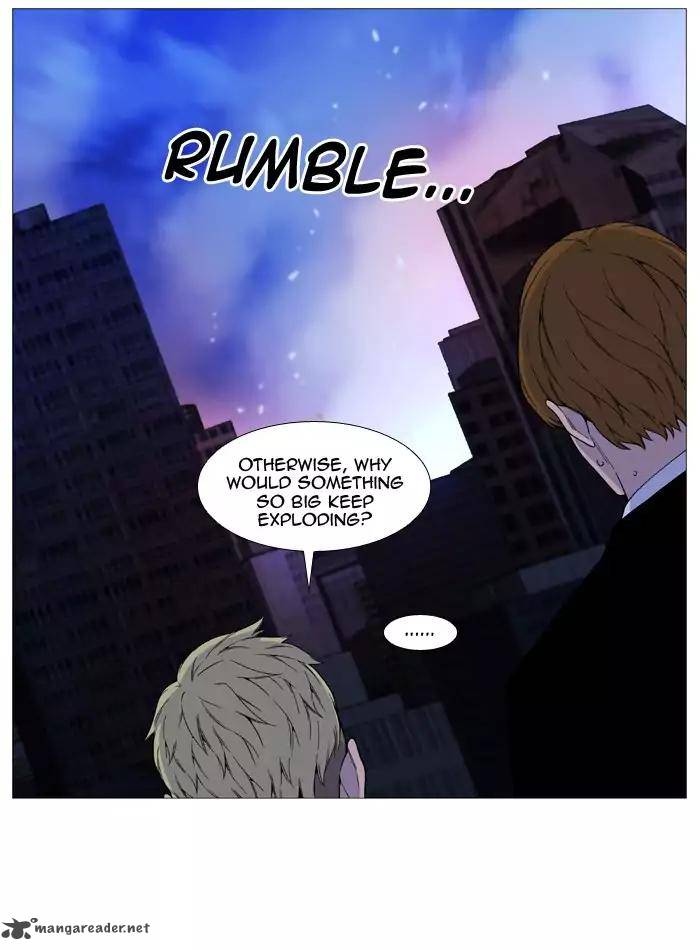 RUMBLE...
OTHERWISE, WHY
WOULD SOMETHING
SO BIG KEEP
EXPLODING?
......
mangareader.net